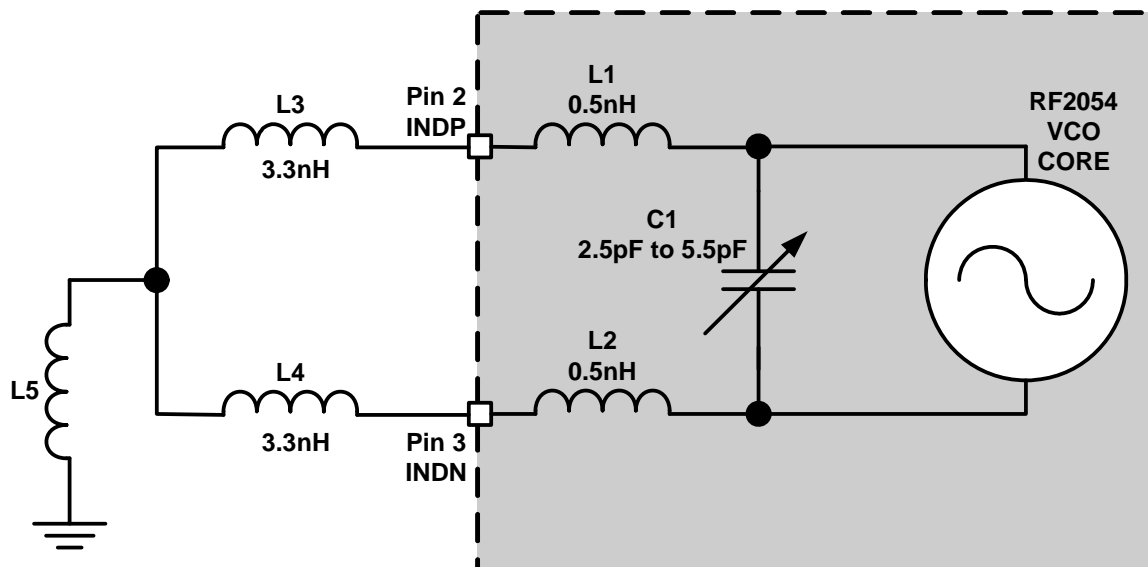 L3
3.3nH
Pin 2
INDP
L1
0.5nH
RF2054
VCO
CORE
C1
2.5pF to 5.5pF
L5
L4
3.3nH
Pin 3
INDN
L2
0.5nH